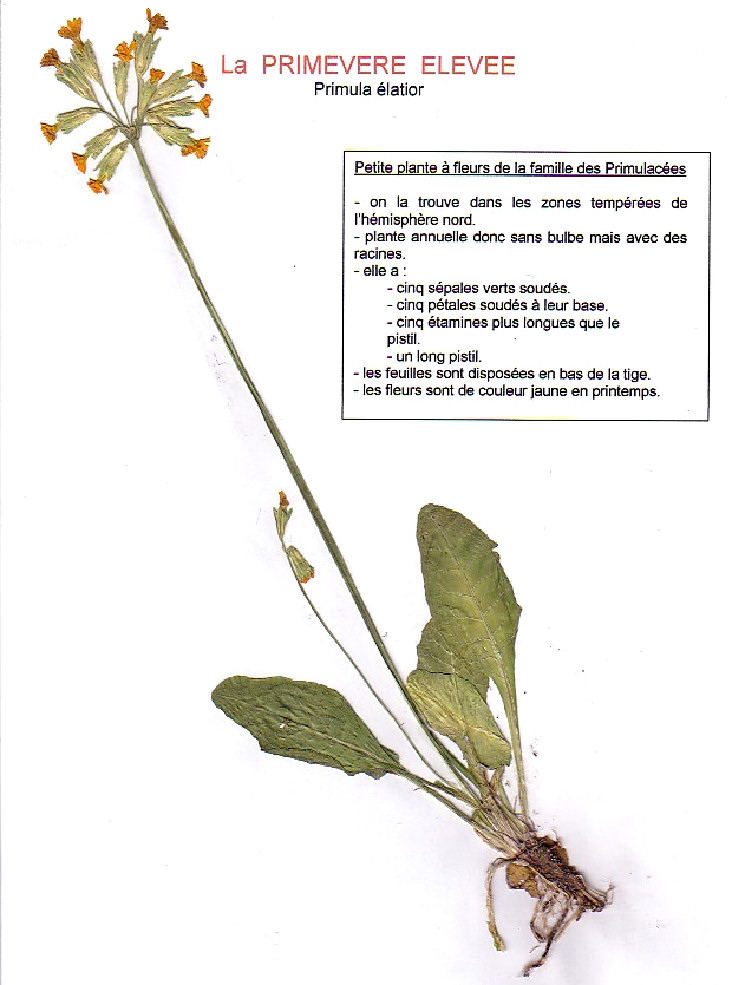 La PRIMEVERE ELEVEE
Primula élatior
Petite plante à fleurs de la famille des Primulacées
- on la trouve dans les zones tempérées de
l'hémisphère nord.
- plante annuelle donc sans bulbe mais avec des
racines.
- elle a :
- cinq sépales verts soudés.
- cinq pétales soudés à leur base.
- cinq étamines plus longues que le
pistil.
- un long pistil.
- les feuilles sont disposées en bas de la tige.
- les fleurs sont de couleur jaune en printemps.